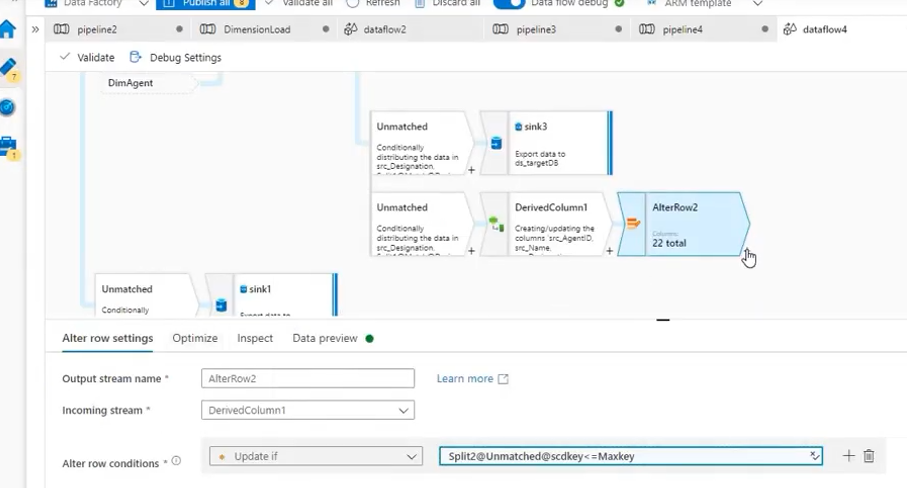 Data Factory
Publish all 8
Validate all
Refresh
Discard all
Data flow debug
ARM template
pipeline2
DimensionLoad
dataflow2
pipeline3
pipeline4
dataflow4
Validate
Debug Settings
7
1
DimAgent
Unmatched
Conditionally
distributing the data in
src_Designation,
sink3
Export data to
ds_targetDB
Unmatched
Conditionally
distributing the data in
src_Designation,
DerivedColumn1
Creating/updating the
columns 'src_AgentID,
src_Name,
AlterRow2
Columns:
22 total
Unmatched
Conditionally
sink1
Export data to
Alter row settings
Optimize
Inspect
Data preview
Output stream name *
AlterRow2
Learn more
Incoming stream *
DerivedColumn1
Alter row conditions *
Update if
Split2@Unmatched@scdkey<=Maxkey